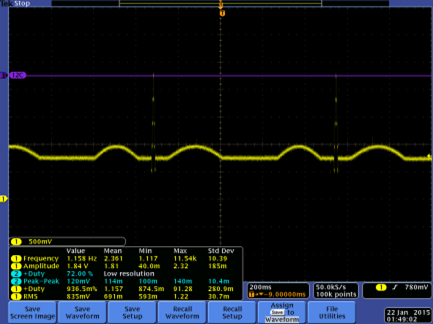 Tek Stop
I2C
1 500mV
Value Mean Min Max Std Dev
1 Frequency 1.158 Hz 2.361 1.117 11.54k 10.39
1 Amplitude 1.84 V 1.81 40.0m 2.32 185m
2 +Duty 72.00 % Low resolution
2 Peak-Peak 120mV 114m 100m 140m 10.4m
1 +Duty 936.5m% 1.157 874.5m 91.28 280.9m
1 RMS 835mV 691m 593m 1.22 30.7m
200ms 50.0kS/s 1 780mV
-9.00000ms 100k points
22 Jan 2015
01:49:02
Save Screen Image
Save Waveform
Save Setup
Recall Waveform
Recall Setup
Assign Save to Waveform
File Utilities